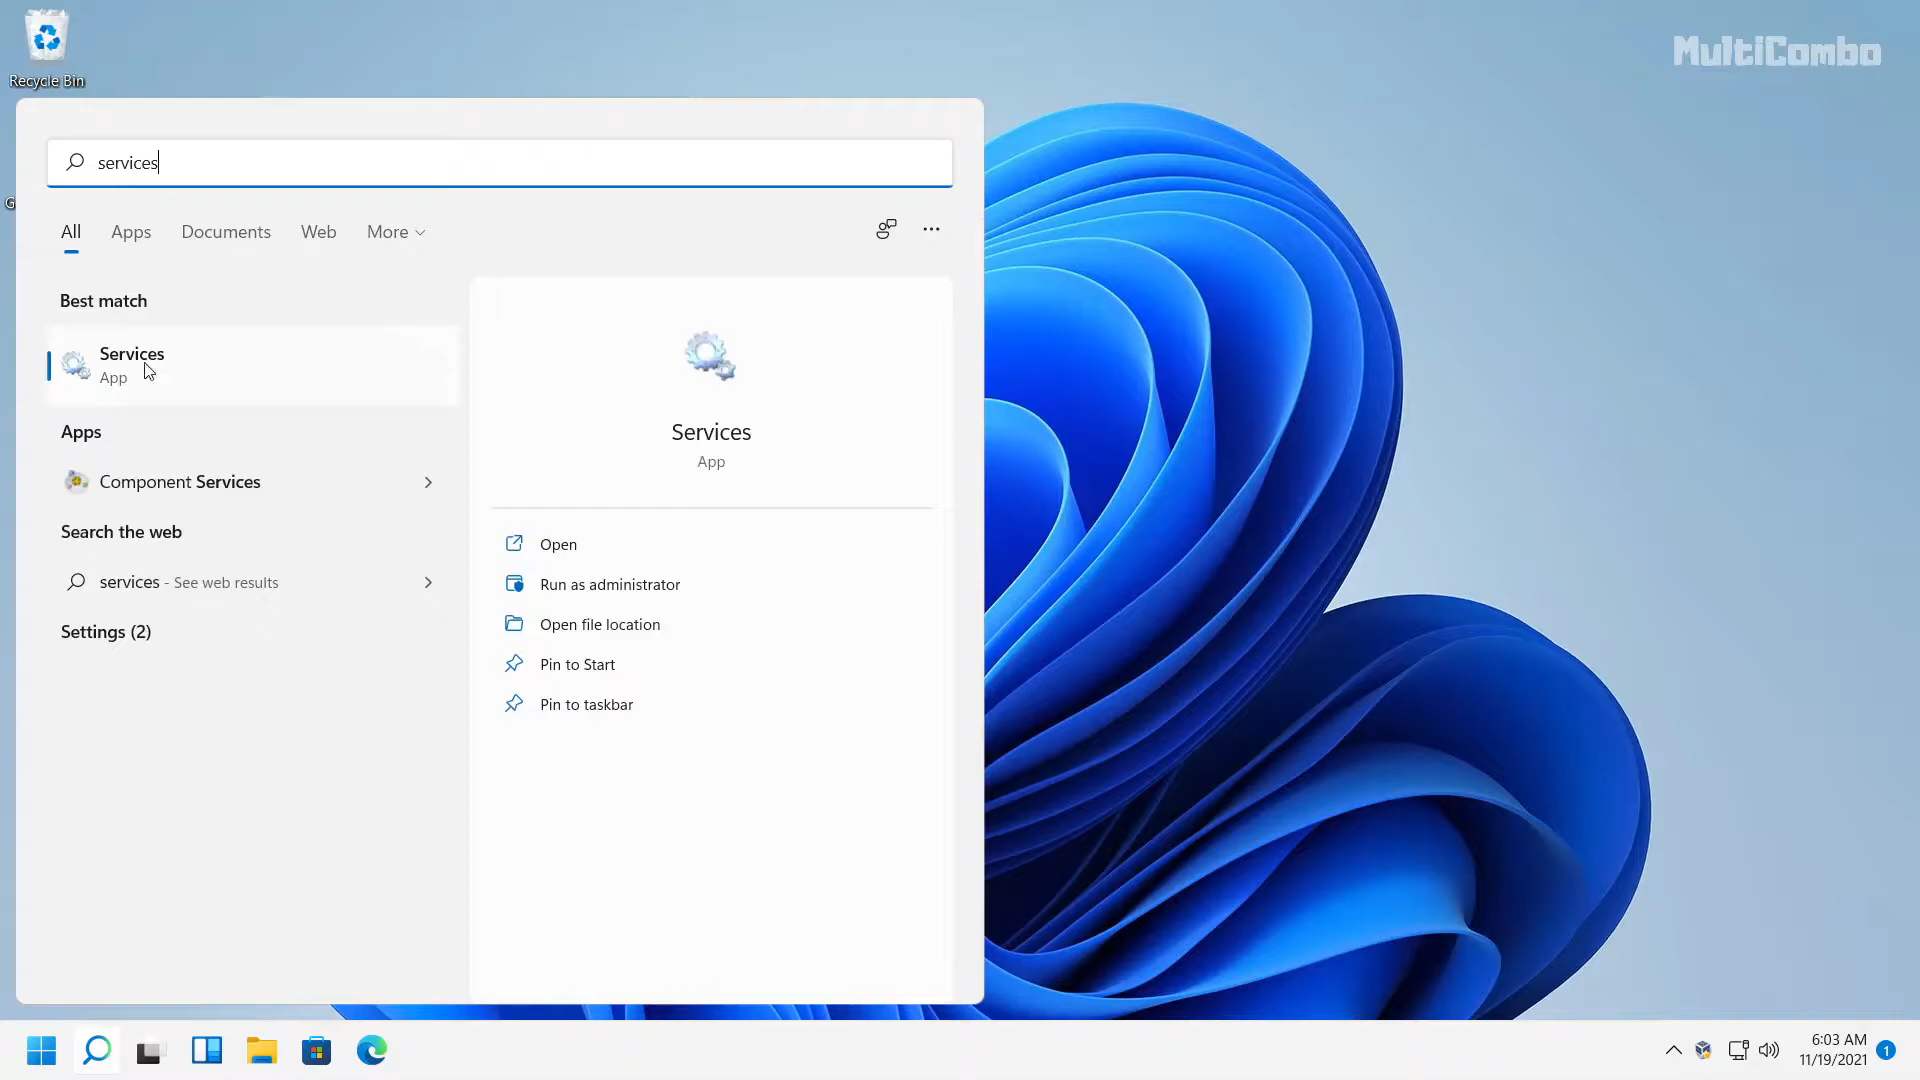 Recycle Bin
MultiCombo
G
services
All
Apps
Documents
Web
More
Best match
Services
App
Apps
Component Services
Search the web
services - See web results
Settings (2)
Services
App
Open
Run as administrator
Open file location
Pin to Start
Pin to taskbar
6:03 AM
11/19/2021
1